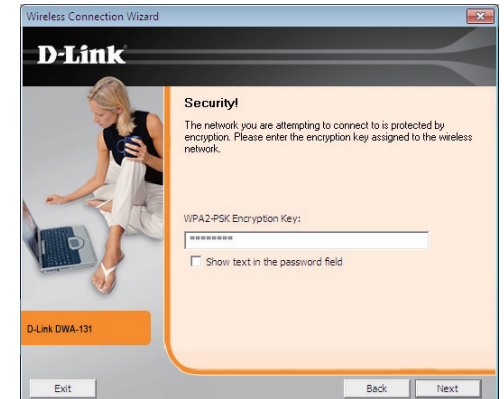 Wireless Connection Wizard
D-Link
Security!
The network you are attempting to connect to is protected by
encryption. Please enter the encryption key assigned to the wireless
network.
WPA2-PSK Encryption Key:
********
Show text in the password field
D-Link DWA-131
Exit
Back
Next